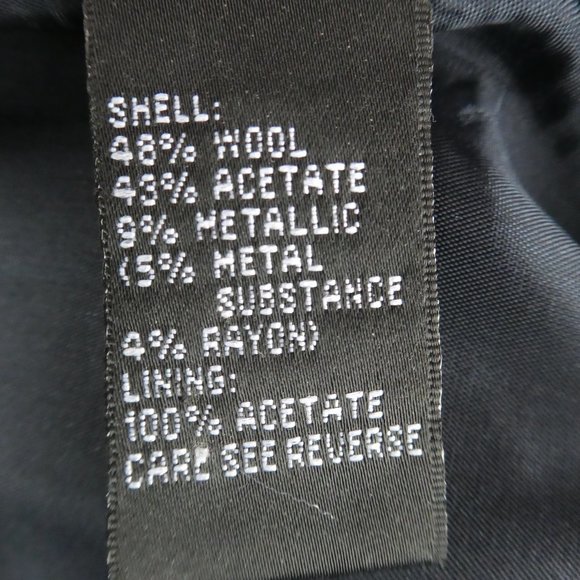 SHELL:
48% WOOL
43% ACETATE
9% METALLIC
(5% METAL
SUBSTANCE
4% RAYON)
LINING:
100% ACETATE
CARE SEE REVERSE